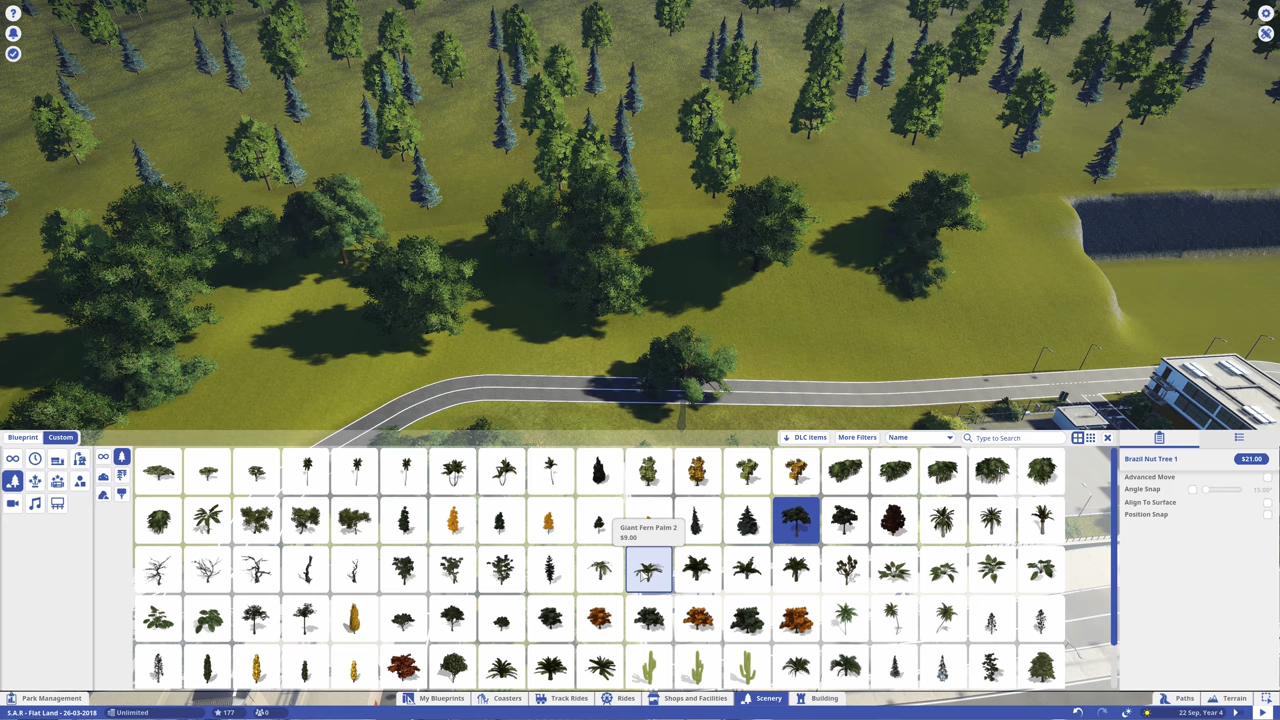 Blueprint
Custom
DLC items
More Filters
Name
Type to Search
Brazil Nut Tree 1
$21.00
Advanced Move
Angle Snap
15.00°
Align To Surface
Position Snap
Giant Fern Palm 2
$9.00
Park Management
My Blueprints
Coasters
Track Rides
Rides
Shops and Facilities
Scenery
Building
Paths
Terrain
S.A.R - Flat Land - 26-03-2018
Unlimited
177
0
22 Sep, Year 4